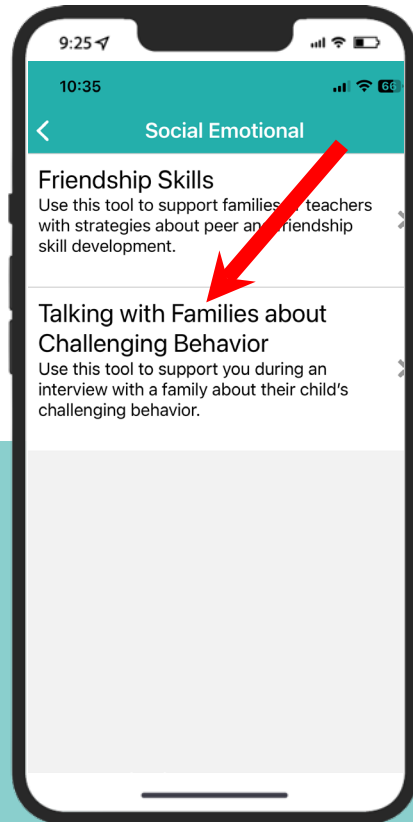 9:25
10:35
66
Social Emotional
Friendship Skills
Use this tool to support families teachers
with strategies about peer an friendship
skill development.
Talking with Families about
Challenging Behavior
Use this tool to support you during an
interview with a family about their child's
challenging behavior.